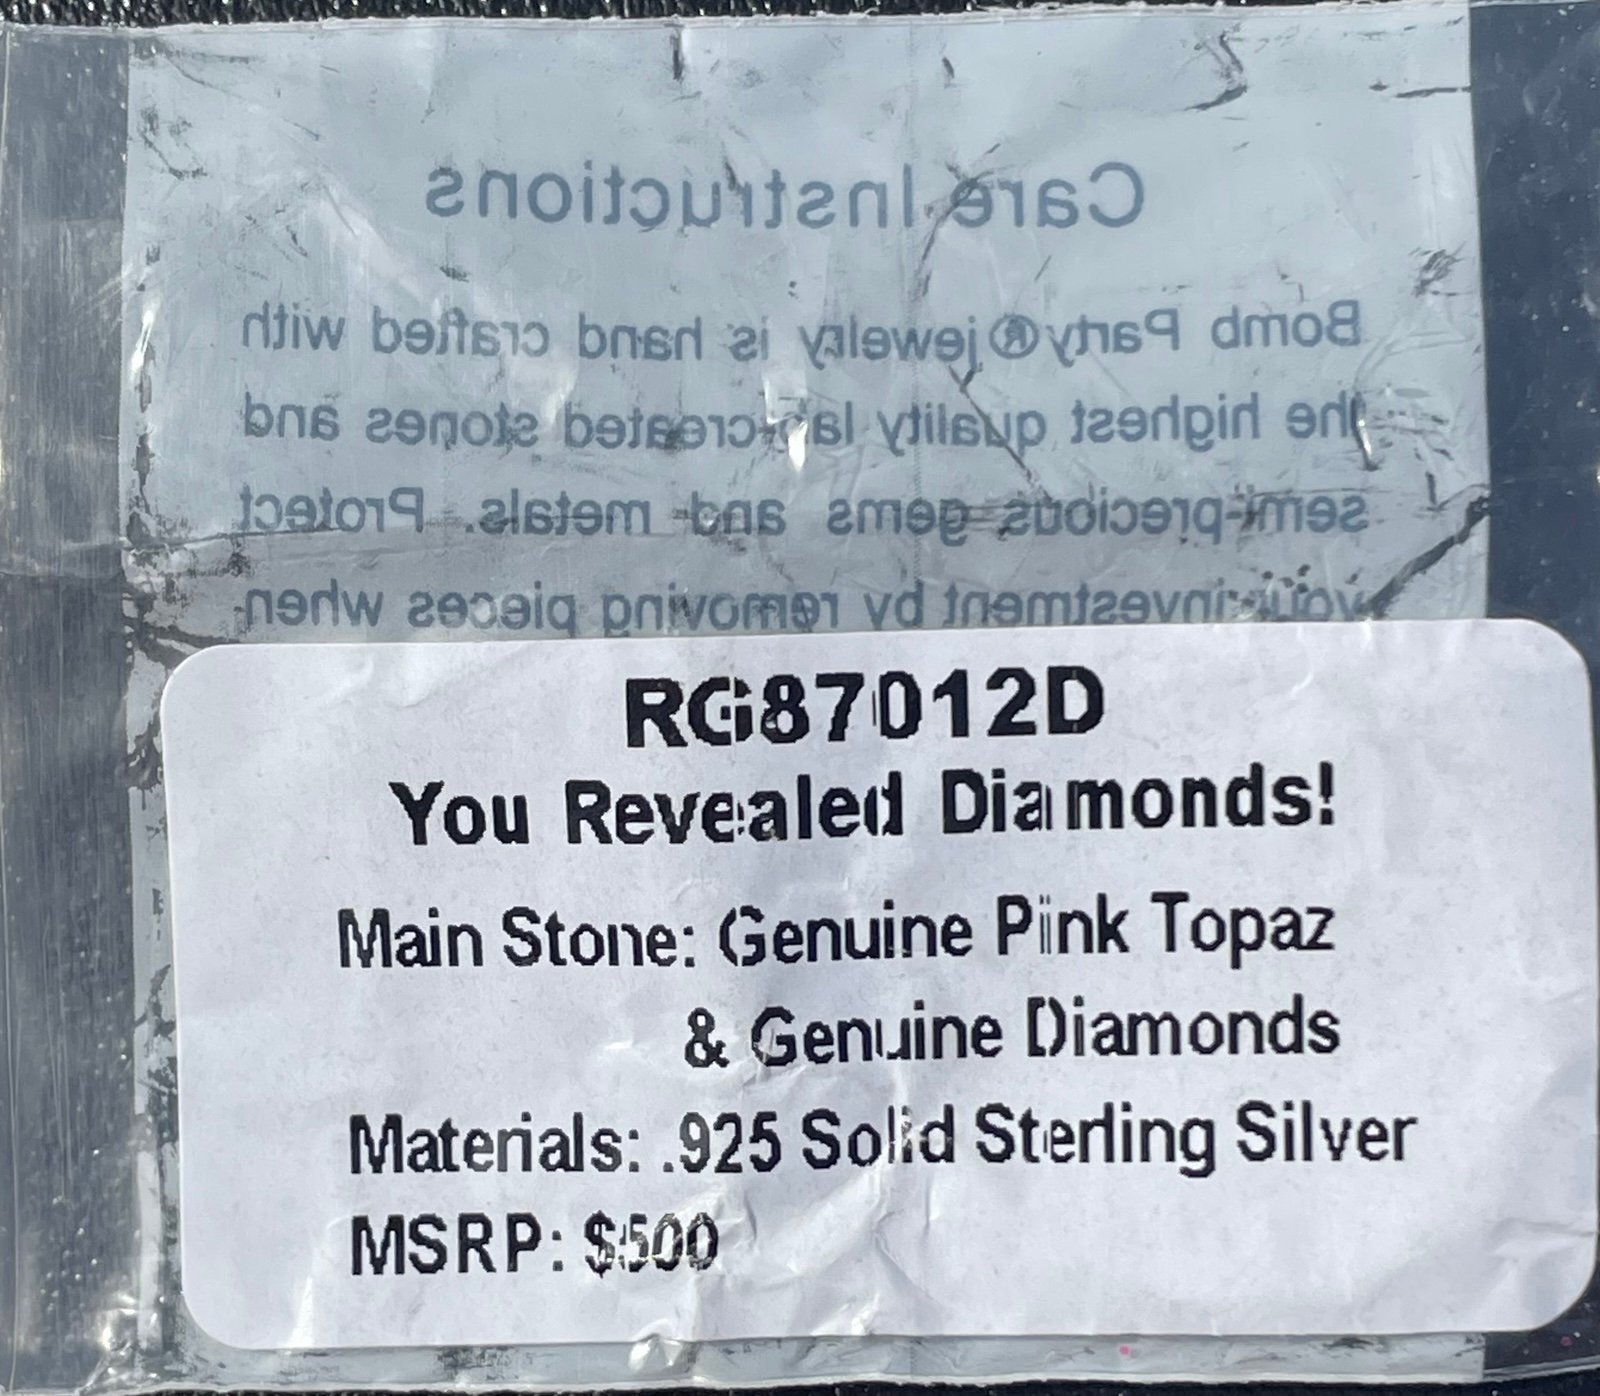 Care Instructions
Bomb Party® jewelry is hand crafted with
the highest quality lab-created stones and
semi-precious gems and metals. Protect
your investment by removing pieces when
RG87012D
You Revealed Diamonds!
Main Stone: Genuine Pink Topaz
& Genuine Diamonds
Materials: .925 Solid Sterling Silver
MSRP: $500